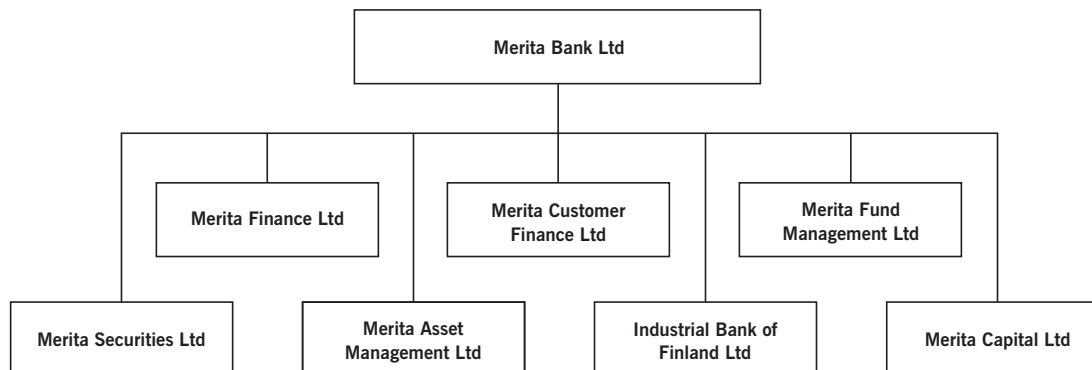 Merita Bank Ltd
Merita Finance Ltd
Merita Customer
Finance Ltd
Merita Fund
Management Ltd
Merita Securities Ltd
Merita Asset
Management Ltd
Industrial Bank of
Finland Ltd
Merita Capital Ltd